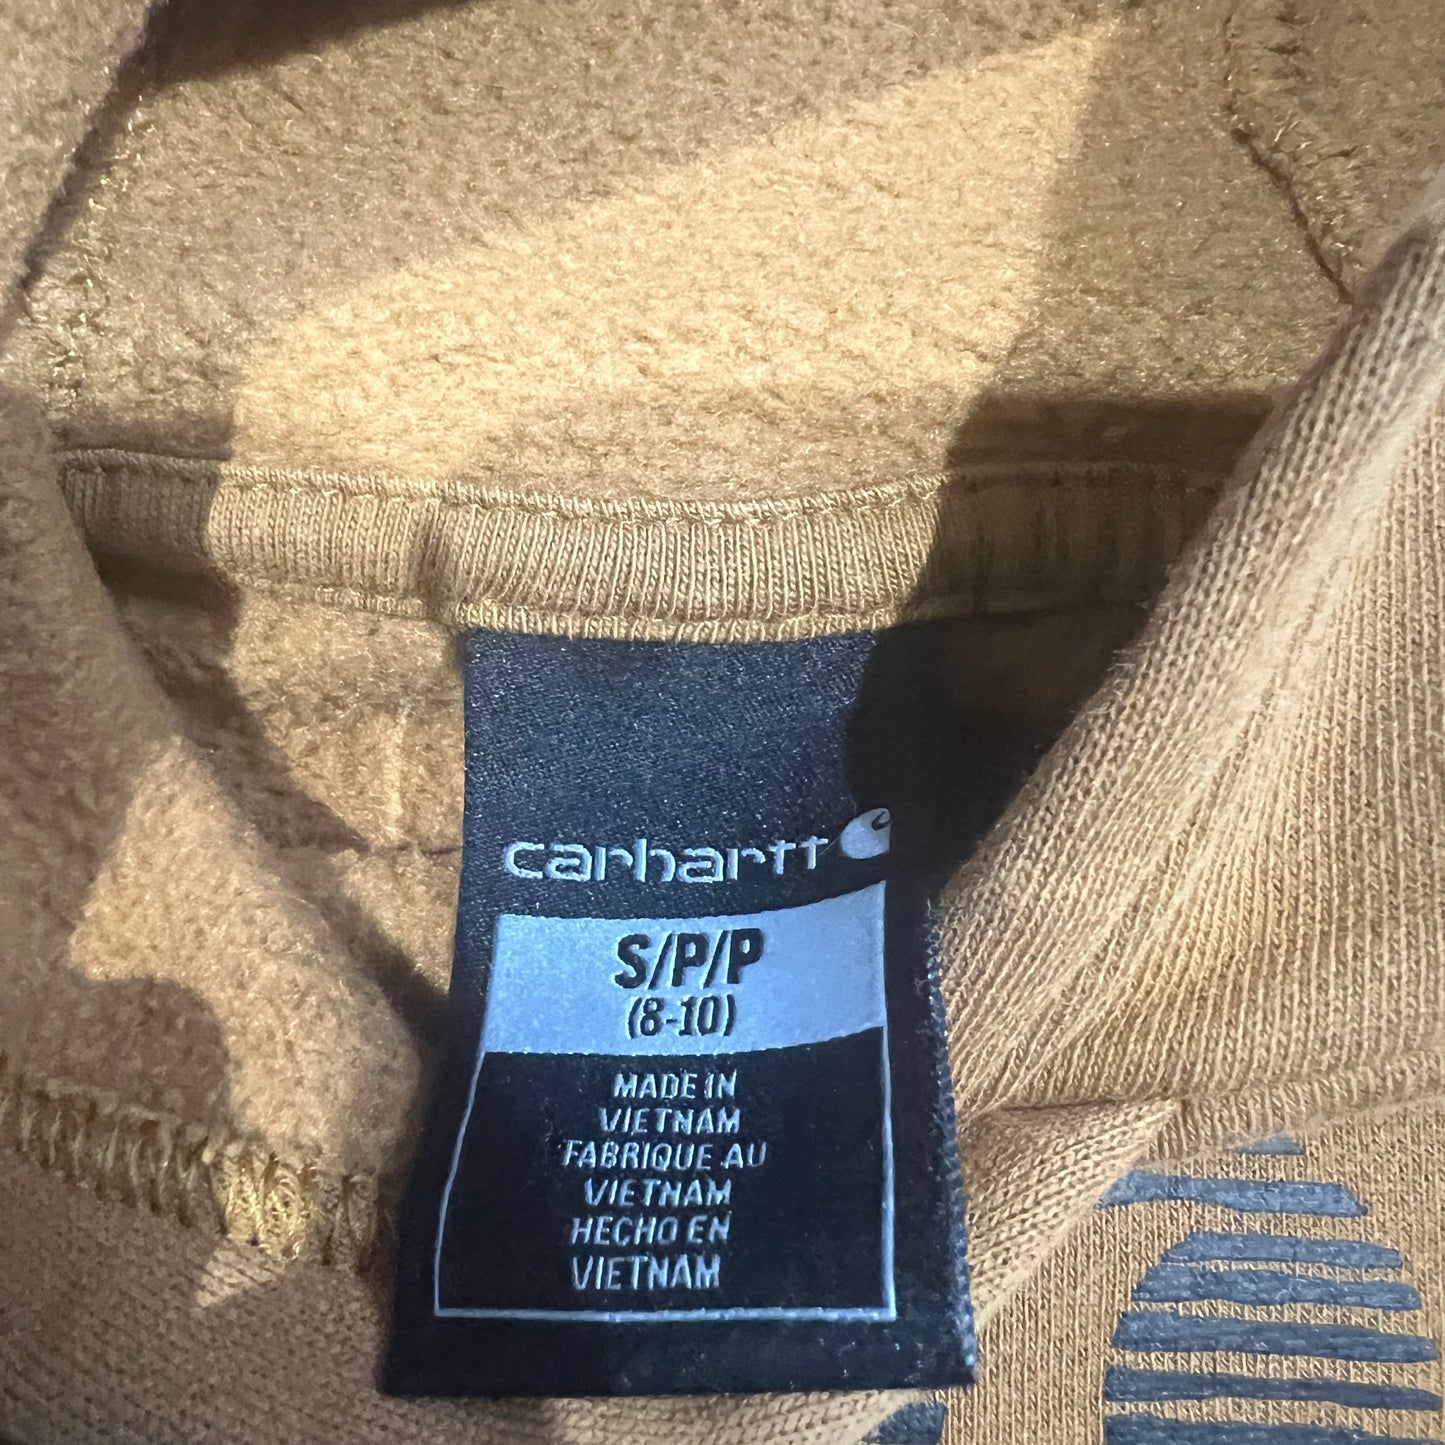 carhartt
S/P/P
(8-10)
MADE IN
VIETNAM
FABRIQUE AU
VIETNAM
HECHO EN
VIETNAM